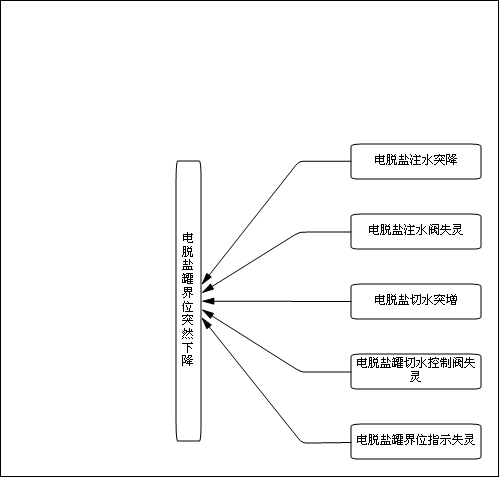 电脱盐罐界位突然下降
电脱盐注水突降
电脱盐注水阀失灵
电脱盐切水突增
电脱盐罐切水控制阀失
灵
电脱盐罐界位指示失灵